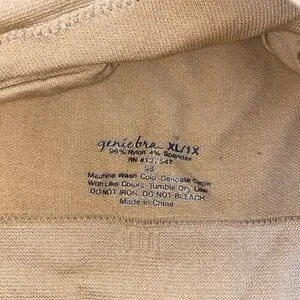 geniebra XL/1X
96% Nylon 4% Spandex
RN #127547
Machine Wash Cold. Delicate Cycle
With Like Colors. Tumble Dry. Low
DO NOT IRON. DO NOT BLEACH.
Made in China